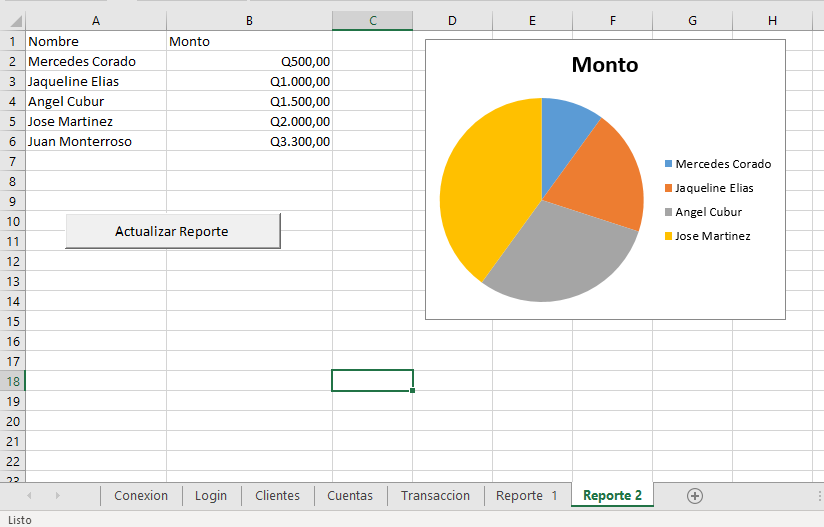 A B C D E F G H
1 Nombre Monto
2 Mercedes Corado Q500,00
3 Jaqueline Elias Q1.000,00
4 Angel Cubur Q1.500,00
5 Jose Martinez Q2.000,00
6 Juan Monterroso Q3.300,00
7
8
9
10
11
12
13
14
15
16
17
18
19
20
21
22
23
Actualizar Reporte
Monto
Mercedes Corado
Jaqueline Elias
Angel Cubur
Jose Martinez
Conexion Login Clientes Cuentas Transaccion Reporte 1 Reporte 2
Listo